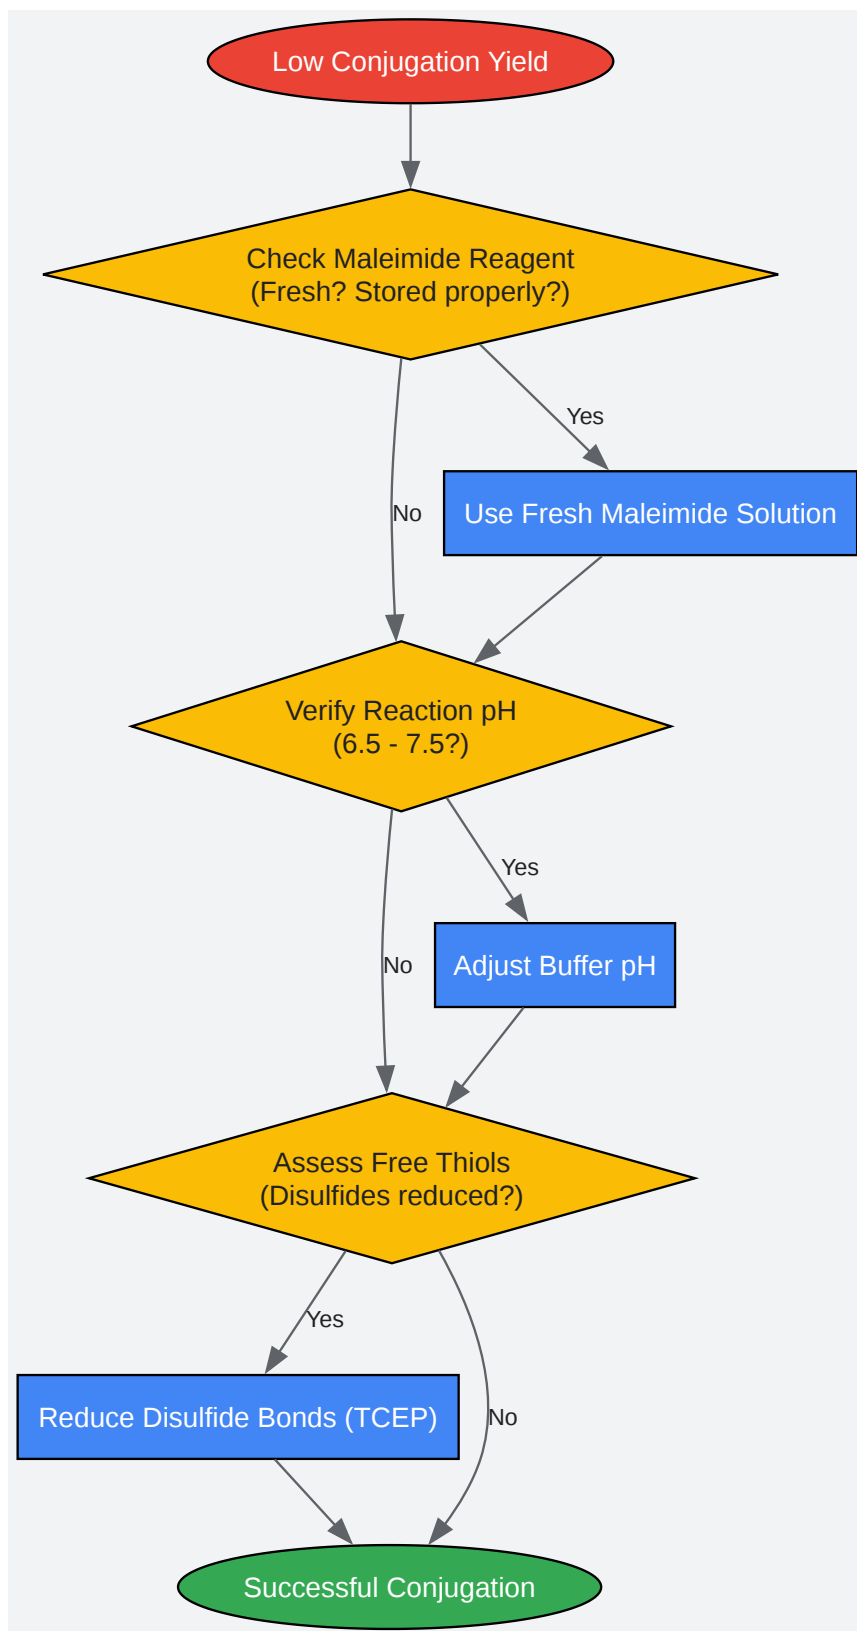 Low Conjugation Yield
Check Maleimide Reagent
(Fresh? Stored properly?)
Yes
No
Use Fresh Maleimide Solution
Verify Reaction pH
(6.5 - 7.5?)
Yes
No
Adjust Buffer pH
Assess Free Thiols
(Disulfides reduced?)
Yes
Reduce Disulfide Bonds (TCEP)
No
Successful Conjugation